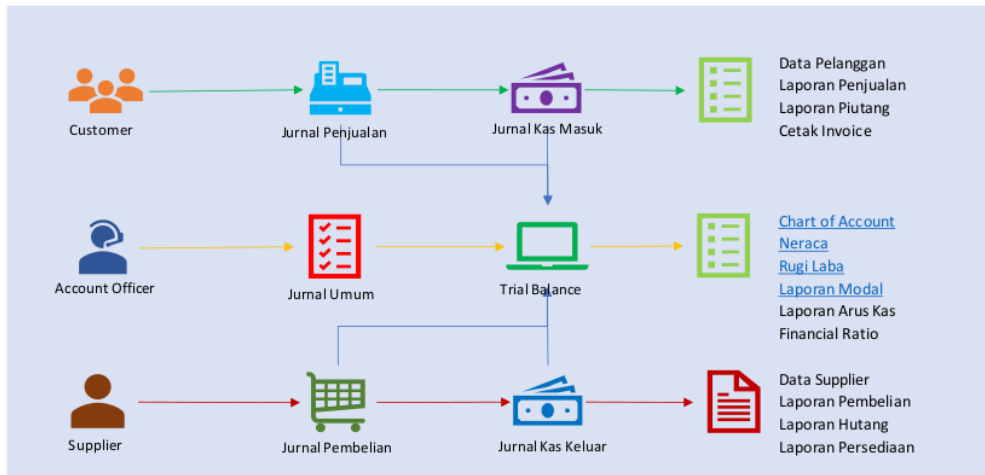 Customer
Jurnal Penjualan
Jurnal Kas Masuk
Data Pelanggan
Laporan Penjualan
Laporan Piutang
Cetak Invoice
Account Officer
Jurnal Umum
Trial Balance
Chart of Account
Neraca
Rugi Laba
Laporan Modal
Laporan Arus Kas
Financial Ratio
Supplier
Jurnal Pembelian
Jurnal Kas Keluar
Data Supplier
Laporan Pembelian
Laporan Hutang
Laporan Persediaan